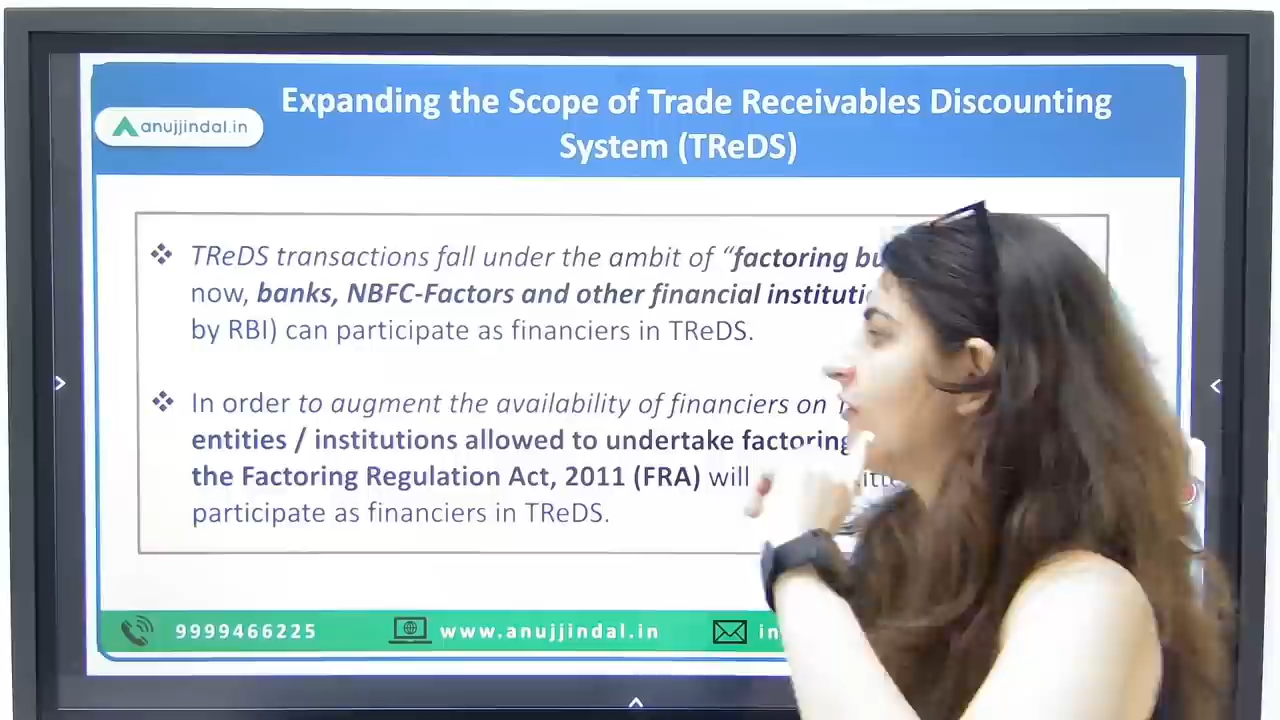 Expanding the Scope of Trade Receivables Discounting
System (TReDS)
anujjindal.in
TReDS transactions fall under the ambit of “factoring
now, banks, NBFC-Factors and other financial
by RBI) can participate as financiers in TReDS.
In order to augment the availability of financiers on
entities / institutions allowed to undertake factoring
the Factoring Regulation Act, 2011 (FRA) will
participate as financiers in TReDS.
9999466225
www.anujjindal.in